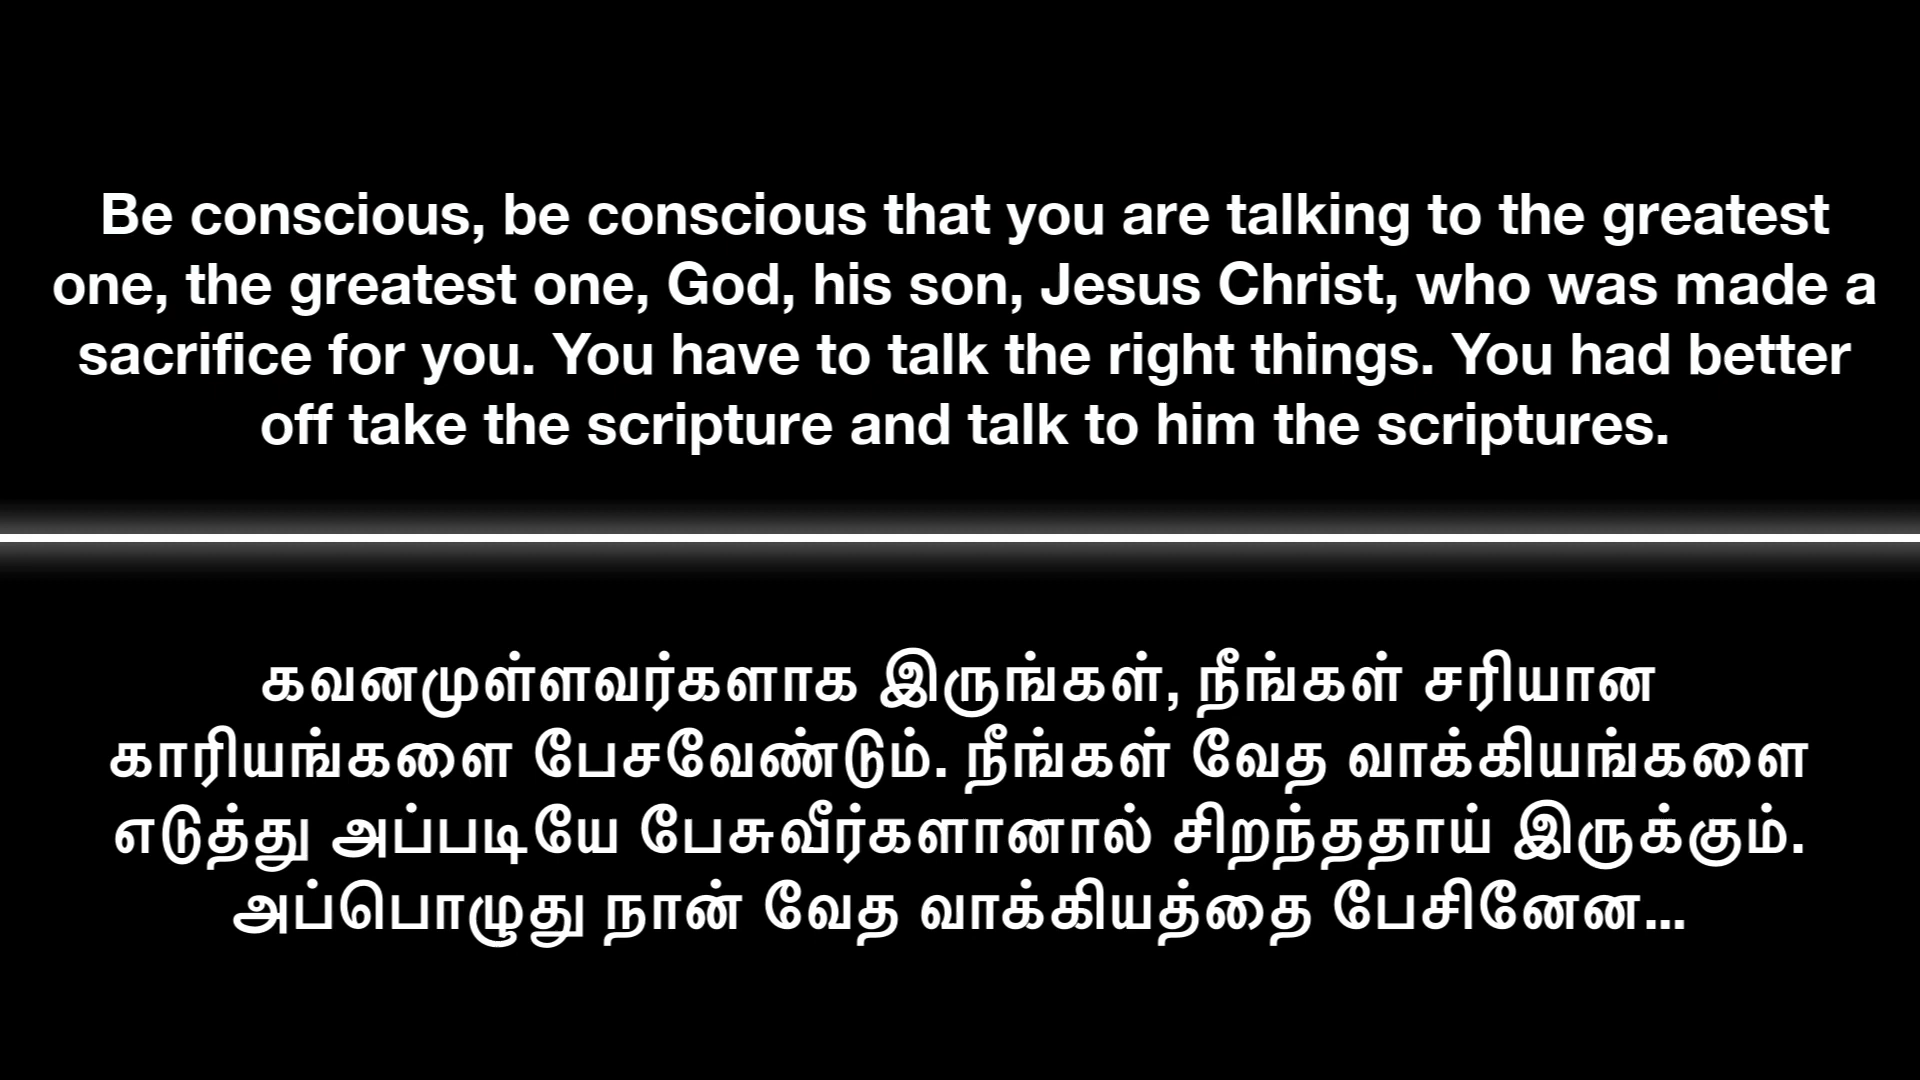 Be conscious, be conscious that you are talking to the greatest
one, the greatest one, God, his son, Jesus Christ, who was made a
sacrifice for you. You have to talk the right things. You had better
off take the scripture and talk to him the scriptures.
கவனமுள்ளவர்களாக இருங்கள், நீங்கள் சரியான
காரியங்களை பேசவேண்டும். நீங்கள் வேத வாக்கியங்களை
எடுத்து அப்படியே பேசுவீர்களானால் சிறந்ததாய் இருக்கும்.
அப்பொழுது நான் வேத வாக்கியத்தை பேசினேன...